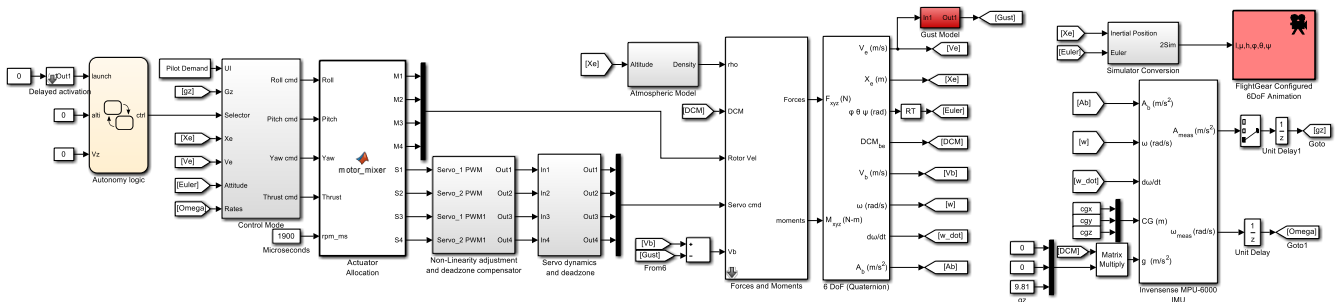 0
Out1
Delayed activation
0
0
launch
alti
Vz
ctrl
Autonomy logic
Pilot Demand
[gz]
[Xe]
[Ve]
[Euler]
[Omega]
UI
Gz
Selector
Xe
Ve
Attitude
Rates
Roll cmd
Pitch cmd
Yaw cmd
Thrust cmd
Control Mode
1900
Microseconds
Roll
Pitch
Yaw
Thrust
rpm_ms
motor_mixer
M1
M2
M3
M4
S1
S2
S3
S4
Actuator
Allocation
Servo_1 PWM
Servo_2 PWM
Servo_1 PWM1
Servo_2 PWM1
Out1
Out2
Out3
Out4
Non-Linearity adjustment
and deadzone compensator
In1
In2
In3
In4
Out1
Out2
Out3
Out4
Servo dynamics
and deadzone
[Xe]
Altitude
Density
Atmospheric Model
[DCM]
[Vb]
[Gust]
From6
+
−
rho
DCM
Rotor Vel
Servo cmd
Vb
Forces
moments
Forces and Moments
F_xyz (N)
M_xyz (N-m)
V_e (m/s)
X_e (m)
φ θ ψ (rad)
DCM_be
V_b (m/s)
ω (rad/s)
dω/dt
A_b (m/s²)
6 DoF (Quaternion)
In1
Out1
Gust Model
[Gust]
[Ve]
[Xe]
RT
[Euler]
[DCM]
[Vb]
[w]
[w_dot]
[Ab]
[Xe]
[Euler]
Inertial Position
Euler
2Sim
Simulator Conversion
l,μ,h,φ,θ,ψ
FlightGear Configured
6DoF Animation
[Ab]
[w]
[w_dot]
cgx
cgy
cgz
0
0
9.81
gz
[DCM]
Matrix
Multiply
A_b (m/s²)
ω (rad/s)
dω/dt
CG (m)
g (m/s²)
A_meas (m/s²)
ω_meas (rad/s)
Invensense MPU-6000
IMU
1
z
Unit Delay1
[gz]
Goto
1
z
Unit Delay
[Omega]
Goto1